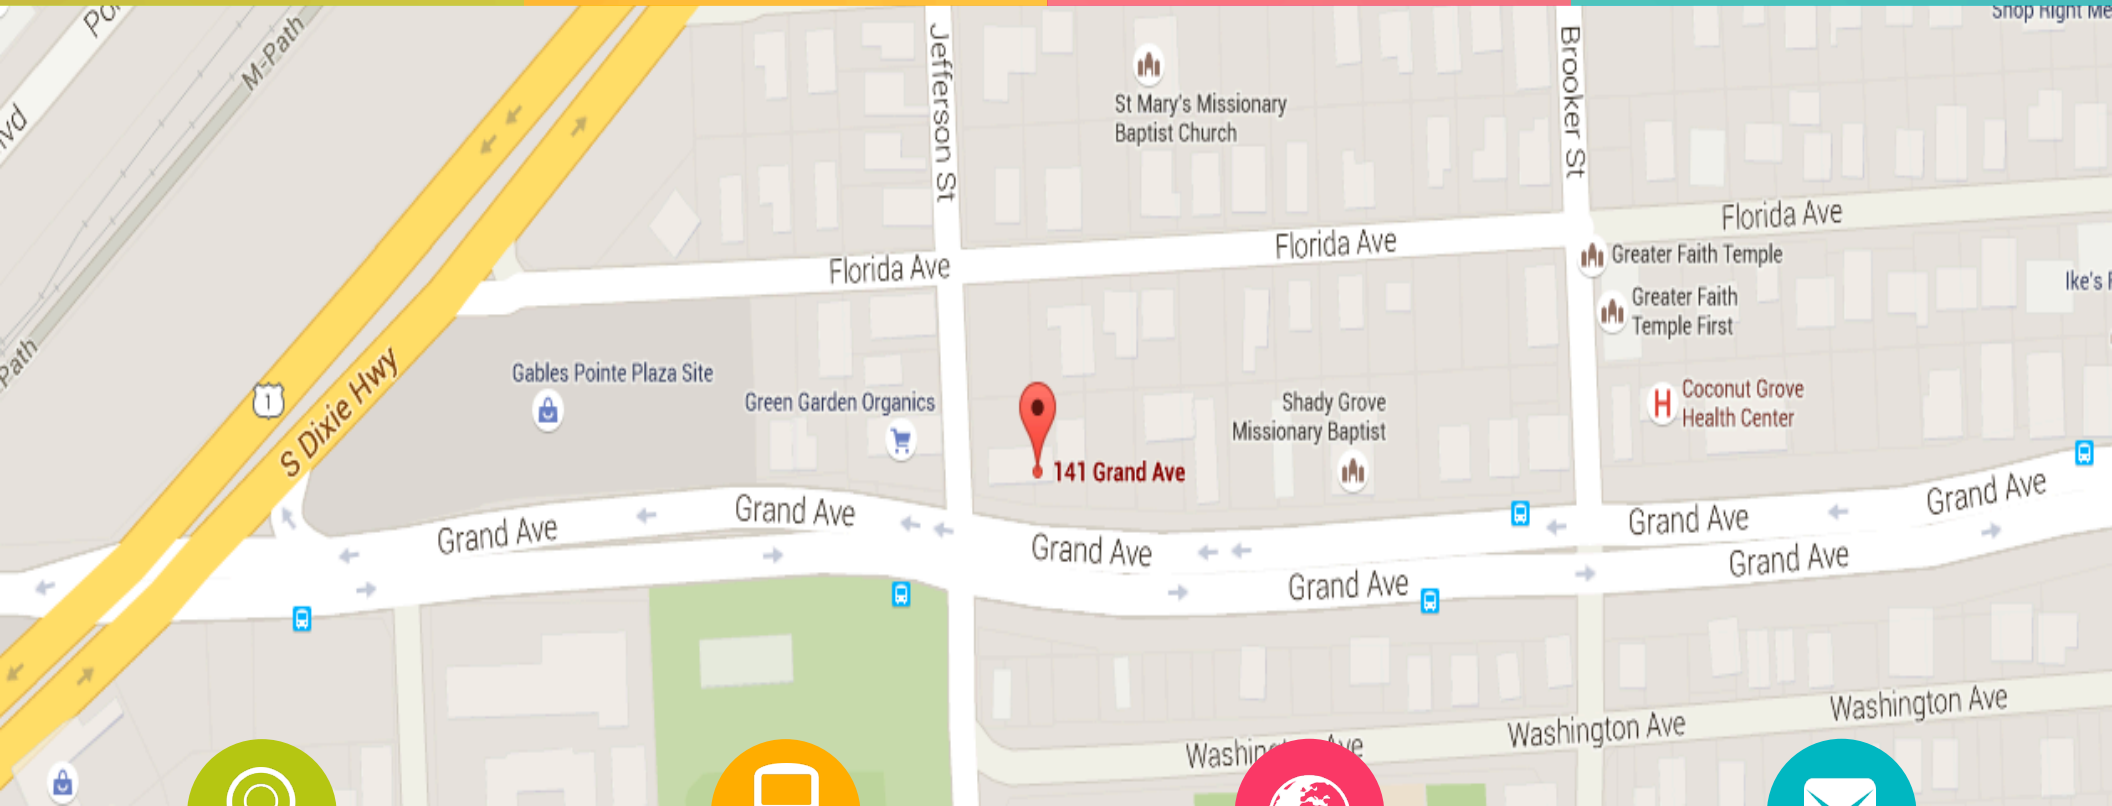 M-Path
Jefferson St
St Mary's Missionary
Baptist Church
Brooker St
Florida Ave
Florida Ave
Florida Ave
Greater Faith Temple
Greater Faith
Temple First
Ike's
1
S Dixie Hwy
Path
Gables Pointe Plaza Site
Green Garden Organics
Shady Grove
Missionary Baptist
H
Coconut Grove
Health Center
141 Grand Ave
Grand Ave
Grand Ave
Grand Ave
Grand Ave
Grand Ave
Grand Ave
Grand Ave
Washington Ave
Washington Ave
Ave